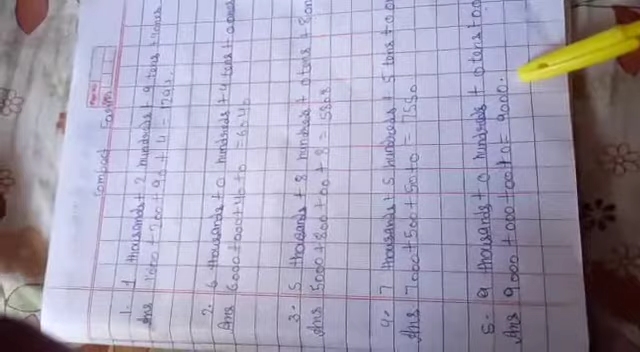 Compact Form
1. 1 thousands + 2 hundreds + 9 tens + 4 ones
Ans 1000 + 200 + 90 + 4 = 1294.
2. 6 thousands + 0 hundreds + 4 tens + 0 ones
Ans 6000 + 000 + 40 + 0 = 6040
3. 5 thousands + 8 hundreds + 0 tens + 8 ones
Ans 5000 + 800 + 00 + 8 = 5808
4. 7 thousands + 5 hundreds + 5 tens + 0 on
Ans 7000 + 500 + 50 + 0 = 7550
5. 9 thousands + 0 hundreds + 0 tens + 0 o
Ans 9000 + 000 + 00 + 0 = 9000.